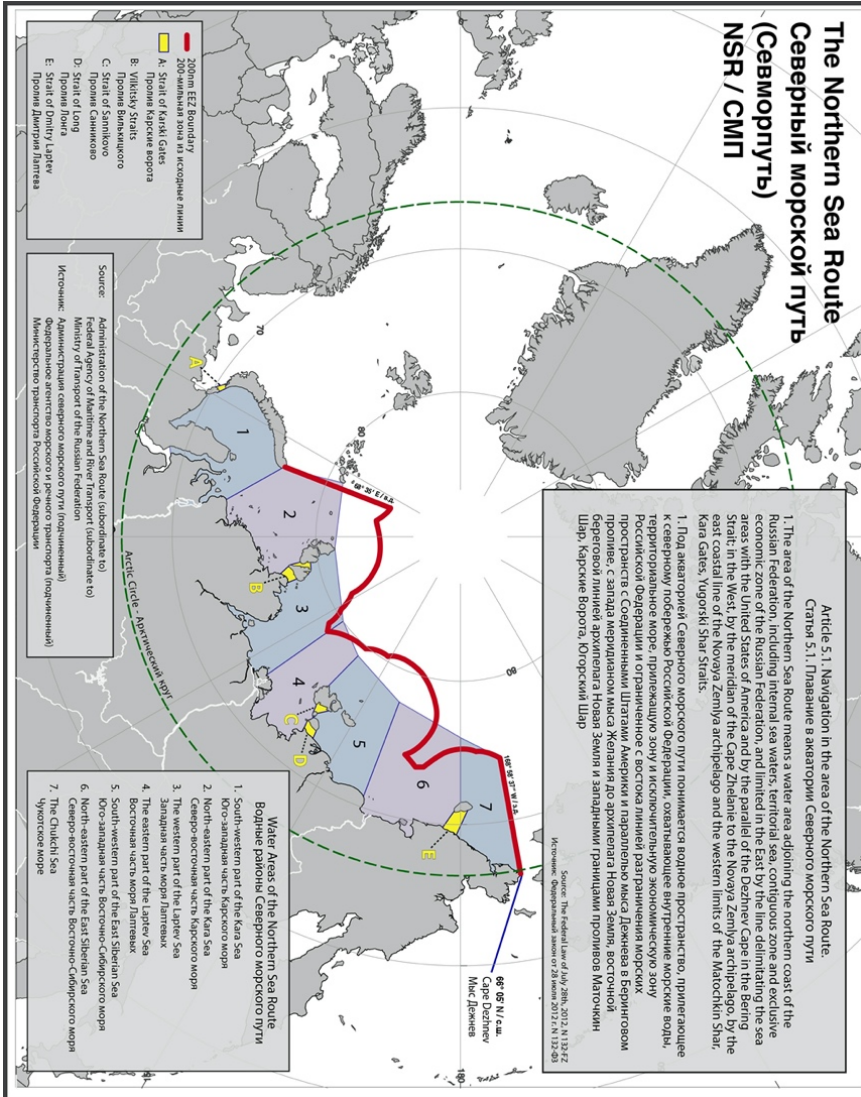 The Northern Sea Route
Северный морской путь
(Севморпуть)
NSR / СМП
Article 5.1. Navigation in the area of the Northern Sea Route.
Статья 5.1. Плавание в акватории Северного морского пути
1. The area of the Northern Sea Route means a water area adjoining the northern coast of the
Russian Federation, including internal sea waters, territorial sea, contiguous zone and exclusive
economic zone of the Russian Federation, and limited in the East by the line delimitating the sea
areas with the United States of America and by the parallel of the Dezhnev Cape in the Bering
Strait; in the West, by the meridian of the Cape Zhelanie to the Novaya Zemlya archipelago, by the
east coastal line of the Novaya Zemlya archipelago and the western limits of the Matochkin Shar,
Kara Gates, Yugorski Shar Straits.
1. Под акваторией Северного морского пути понимается водное пространство, прилегающее
к северному побережью Российской Федерации, охватывающее внутренние морские воды,
территориальное море, прилежащую зону и исключительную экономическую зону
Российской Федерации и ограниченное с востока линией разграничения морских
пространств с Соединенными Штатами Америки и параллелью мыса Дежнева в Беринговом
проливе, с запада меридианом мыса Желания до архипелага Новая Земля, восточной
береговой линией архипелага Новая Земля и западными границами проливов Маточкин
Шар, Карские Ворота, Югорский Шар
Source: The Federal Law of July 28th, 2012, N 132-FZ
Источник: Федеральный закон от 28 июля 2012 г. N 132-ФЗ
66° 05' N / с.ш.
Cape Dezhnev
Мыс Дежнев
180
168° 58' 37" W / з.д.
68° 35' E / в.д.
80
80
70
1
2
3
4
5
6
7
A
B
C
D
E
Arctic Circle - Арктический круг
200nm EEZ Boundary
200-мильная зона из исходные линии
A: Strait of Karski Gates
Пролив Карские ворота
B: Vilkitsky Straits
Пролив Вилькицкого
C: Strait of Sannikovo
Пролив Санниково
D: Strait of Long
Пролив Лонга
E: Strait of Dmitry Laptev
Пролив Дмитрия Лаптева
Source: Administration of the Northern Sea Route (subordinate to)
Federal Agency of Maritime and River Transport (subordinate to)
Ministry of Transport of the Russian Federation
Источник: Администрация северного морского пути (подчиненный)
Федеральное агентство морского и речного транспорта (подчиненный)
Министерство транспорта Российской Федерации
Water Areas of the Northern Sea Route
Водные районы Северного морского пути
1. South-western part of the Kara Sea
Юго-западная часть Карского моря
2. North-eastern part of the Kara Sea
Северо-восточная часть Карского моря
3. The western part of the Laptev Sea
Западная часть моря Лаптевых
4. The eastern part of the Laptev Sea
Восточная часть моря Лаптевых
5. South-western part of the East Siberian Sea
Юго-западная часть Восточно-Сибирского моря
6. North-eastern part of the East Siberian Sea
Северо-восточная часть Восточно-Сибирского моря
7. The Chukchi Sea
Чукотское море